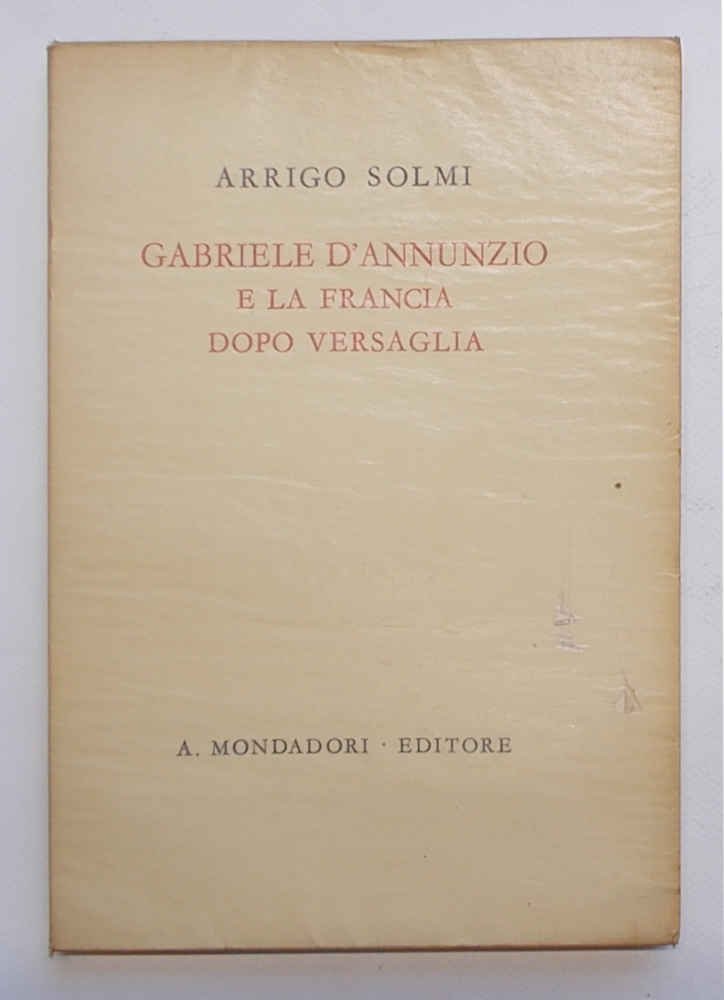 ARRIGO SOLMI
GABRIELE D'ANNUNZIO
E LA FRANCIA
DOPO VERSAGLIA
A. MONDADORI · EDITORE